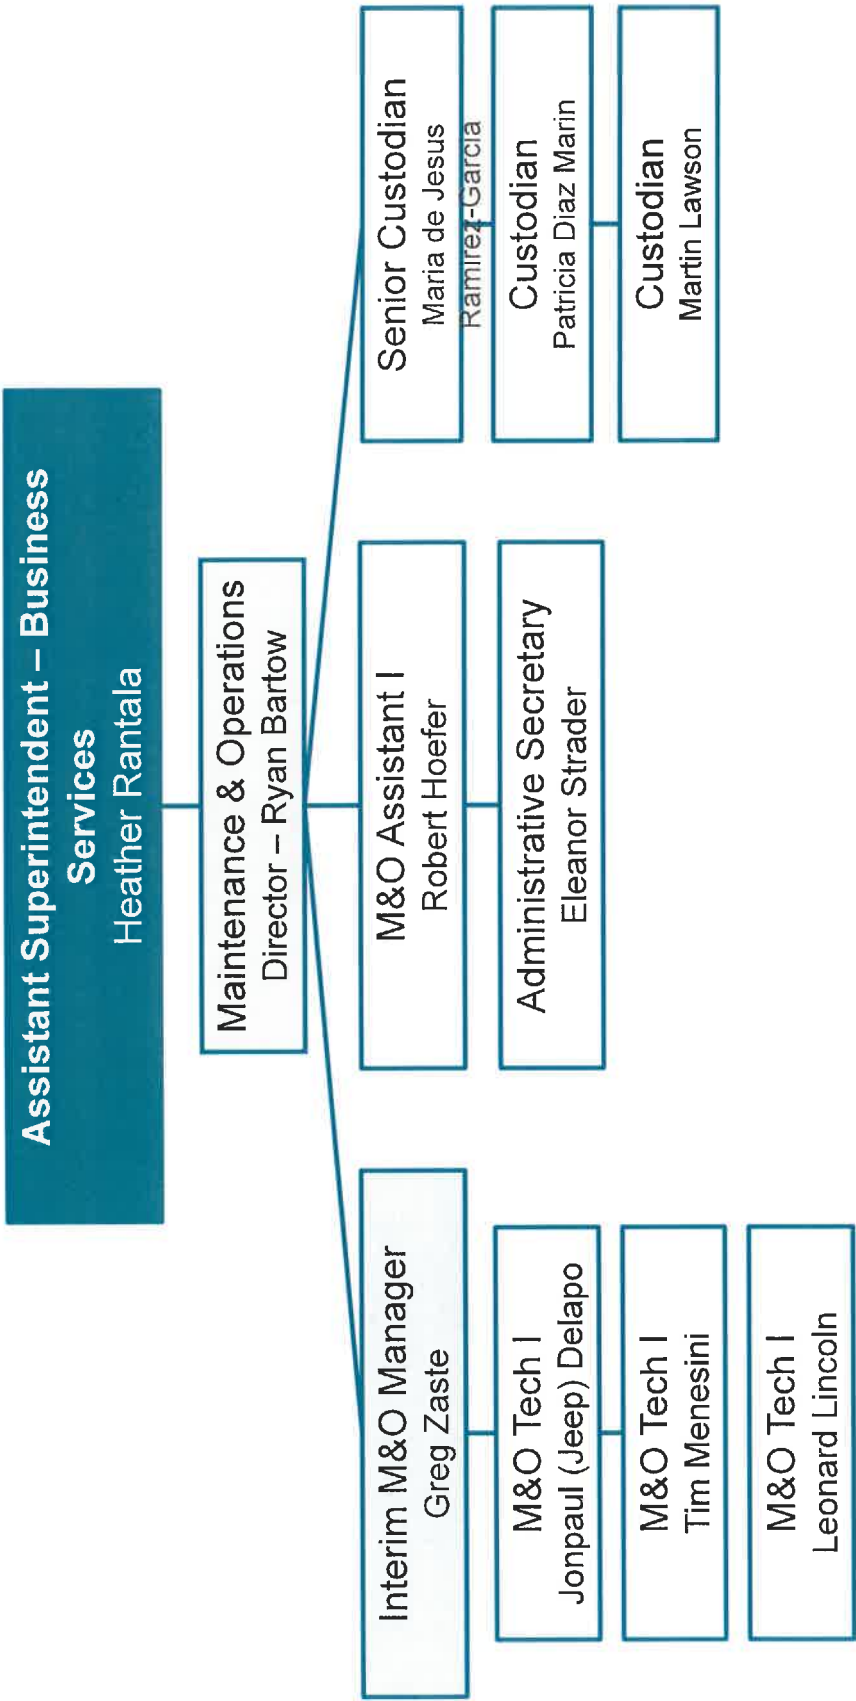 Assistant Superintendent – Business
Services
Heather Rantala
Maintenance & Operations
Director – Ryan Bartow
Interim M&O Manager
Greg Zaste
M&O Tech I
Jonpaul (Jeep) Delapo
M&O Tech I
Tim Menesini
M&O Tech I
Leonard Lincoln
M&O Assistant I
Robert Hoefer
Administrative Secretary
Eleanor Strader
Senior Custodian
Maria de Jesus
Ramirez-Garcia
Custodian
Patricia Diaz Marin
Custodian
Martin Lawson